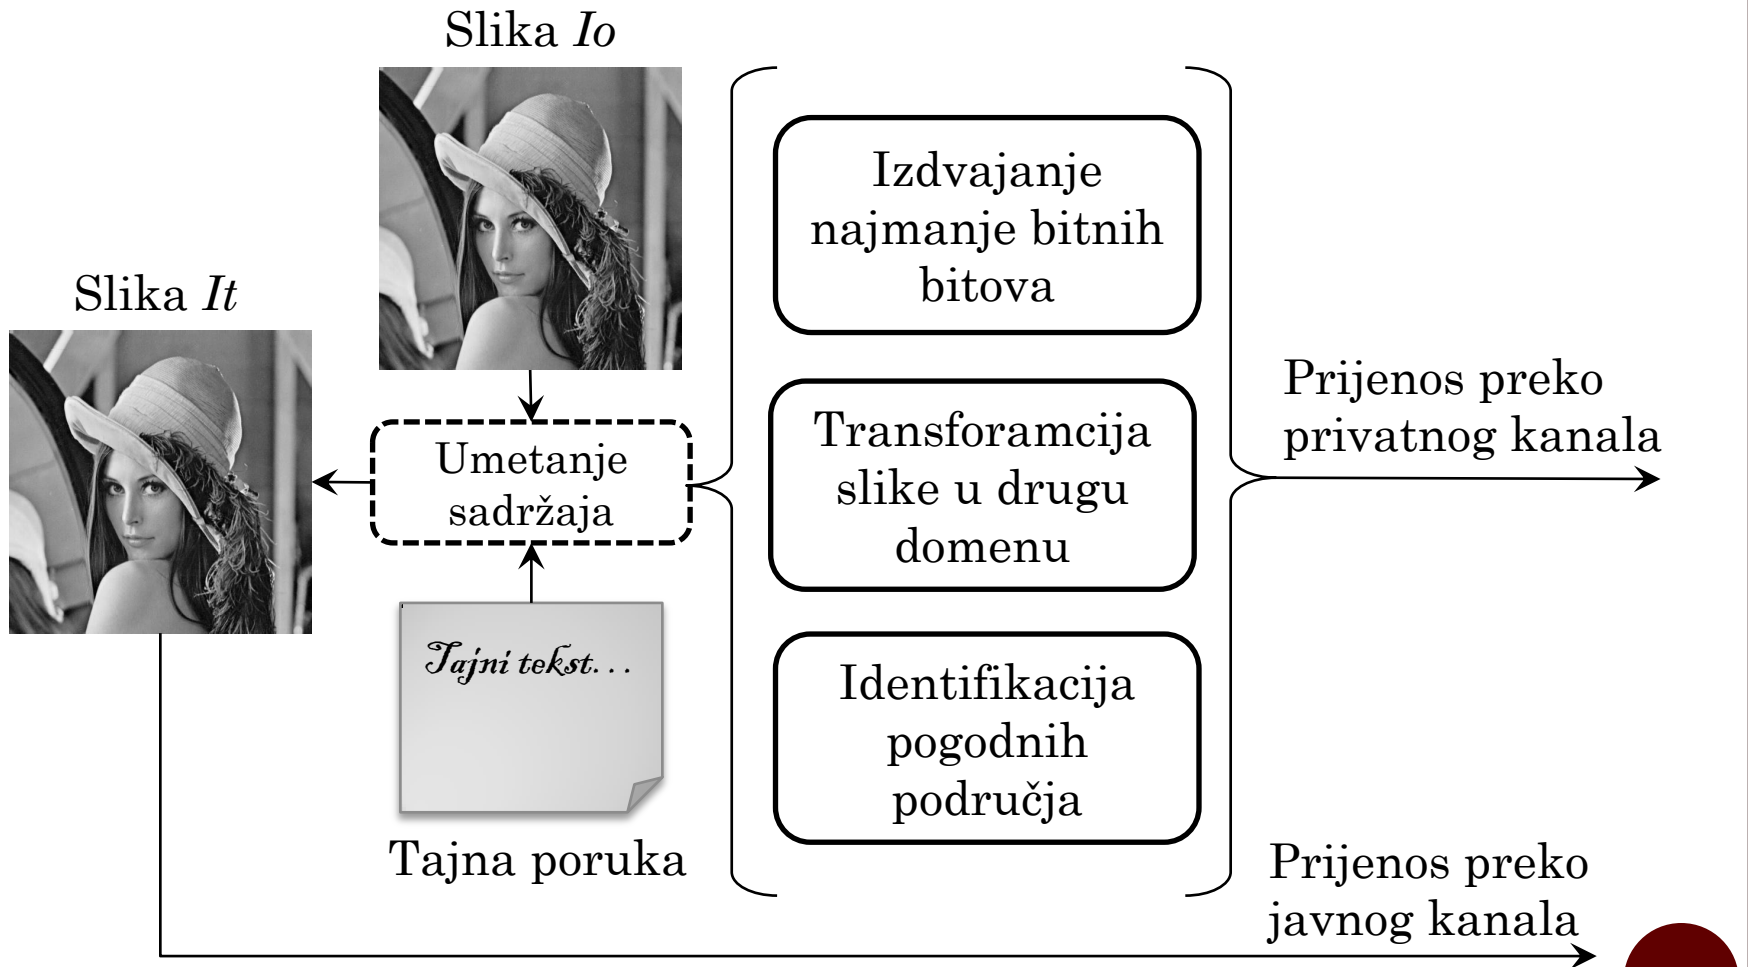 Slika Io
Slika It
Umetanje
sadržaja
Tajni tekst...
Tajna poruka
Izdvajanje
najmanje bitnih
bitova
Transforamcija
slike u drugu
domenu
Identifikacija
pogodnih
područja
Prijenos preko
privatnog kanala
Prijenos preko
javnog kanala